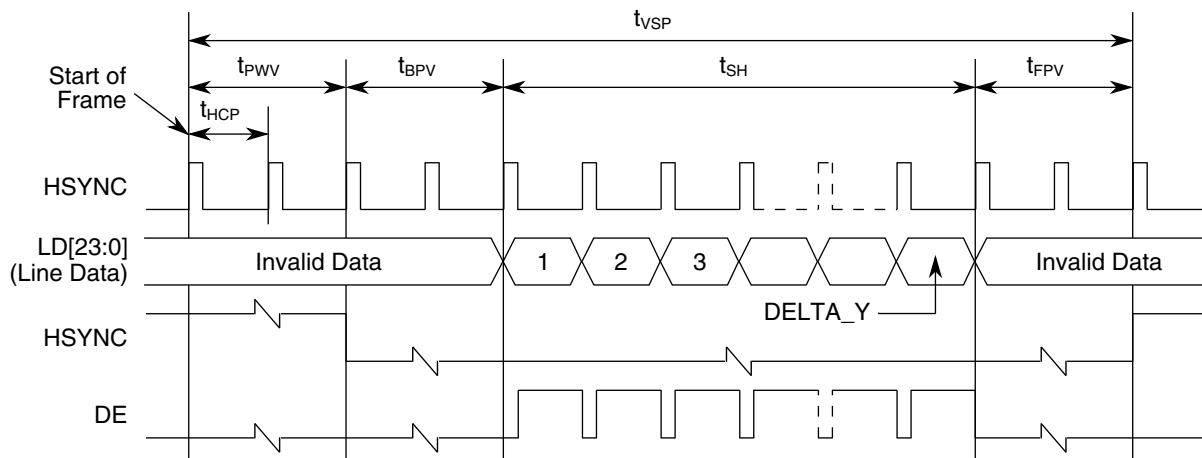 tVSP
tPWV
tBPV
tSH
tFPV
Start of
Frame
tHCP
HSYNC
LD[23:0]
(Line Data)
Invalid Data
1
2
3
Invalid Data
DELTA_Y
HSYNC
DE